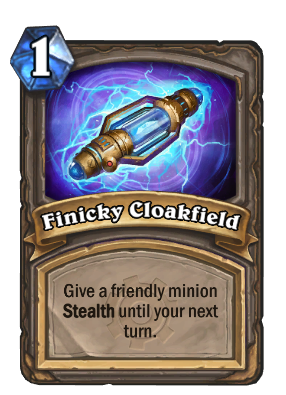 1
Finicky Cloakfield
Give a friendly minion
Stealth until your next
turn.